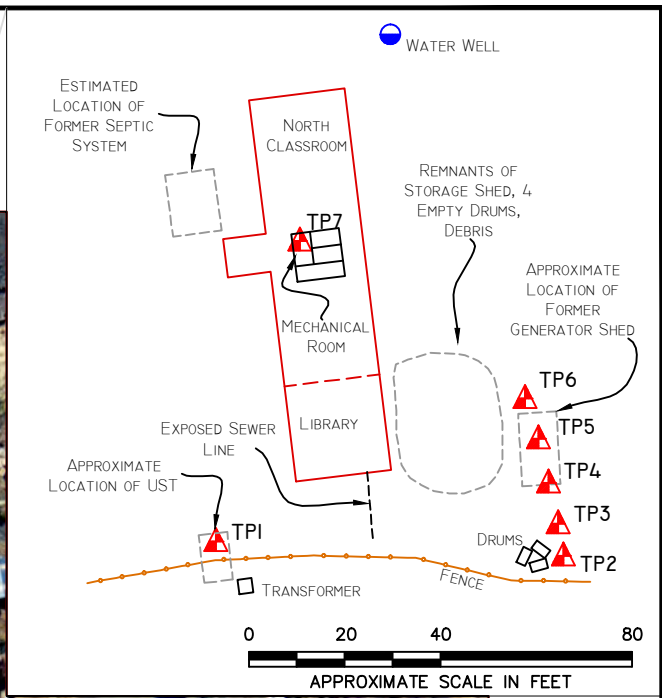 WATER WELL
ESTIMATED
LOCATION OF
FORMER SEPTIC
SYSTEM
NORTH
CLASSROOM
REMNANTS OF
STORAGE SHED, 4
EMPTY DRUMS,
DEBRIS
TP7
APPROXIMATE
LOCATION OF
FORMER
GENERATOR SHED
MECHANICAL
ROOM
TP6
LIBRARY
TP5
EXPOSED SEWER
LINE
TP4
APPROXIMATE
LOCATION OF UST
TP3
TP1
DRUMS
TP2
FENCE
TRANSFORMER
0 20 40 80
APPROXIMATE SCALE IN FEET